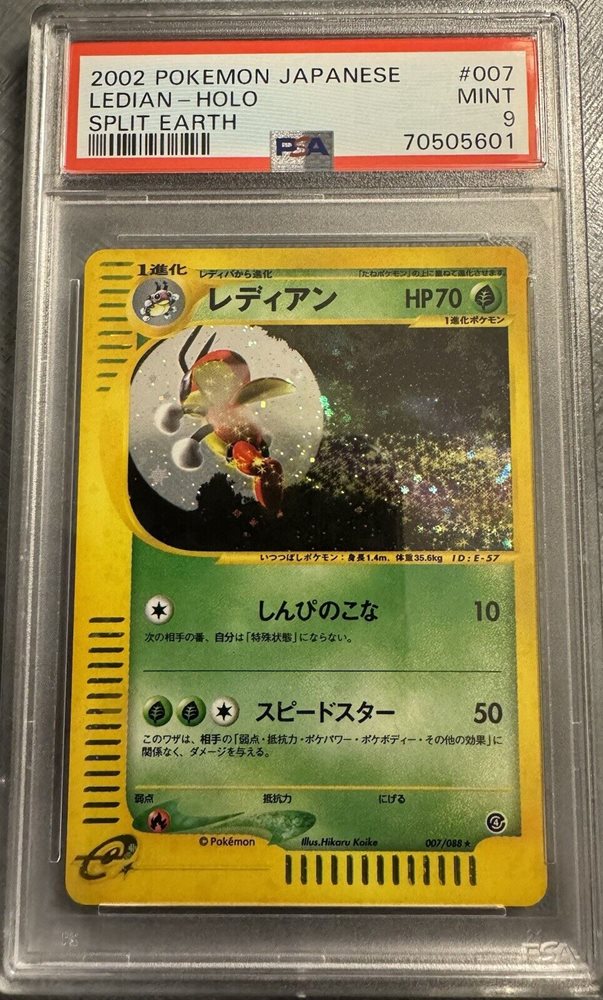 2002 POKEMON JAPANESE #007
LEDIAN-HOLO MINT
SPLIT EARTH 9
PSA 70505601
1進化 レディバから進化 「たねポケモン」の上に重ねて進化させます
レディアン HP70
1進化ポケモン
いつつぼしポケモン：身長1.4m、体重35.6kg ID:E-57
しんぴのこな 10
次の相手の番、自分は「特殊状態」にならない。
スピードスター 50
このワザは、相手の「弱点・抵抗力・ポケパワー・ポケボディー・その他の効果」に
関係なく、ダメージを与える。
弱点 抵抗力 にげる
4
© Pokémon Illus.Hikaru Koike 007/088★
e
PSA